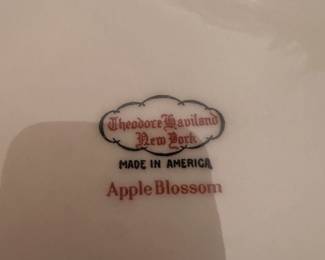 Theodore Haviland
New York
MADE IN AMERICA
Apple Blossom